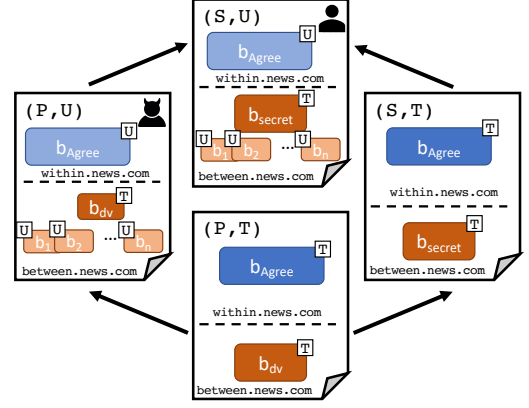 (S,U)
U
bAgree
within.news.com
T
bsecret
U U U
b1 b2 ... bn
between.news.com
(P,U)
U
bAgree
within.news.com
T
bdv
U U U
b1 b2 ... bn
between.news.com
(S,T)
T
bAgree
within.news.com
T
bsecret
between.news.com
(P,T)
T
bAgree
within.news.com
T
bdv
between.news.com